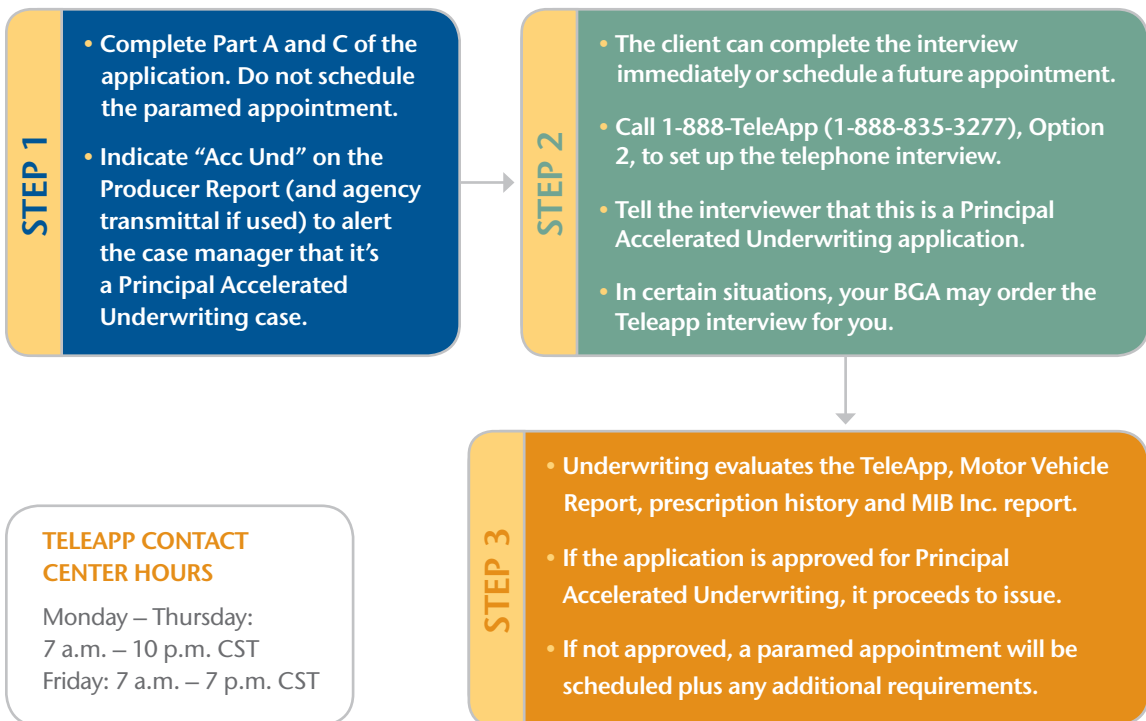 STEP 1
• Complete Part A and C of the
application. Do not schedule
the paramed appointment.
• Indicate “Acc Und” on the
Producer Report (and agency
transmittal if used) to alert
the case manager that it’s
a Principal Accelerated
Underwriting case.
STEP 2
• The client can complete the interview
immediately or schedule a future appointment.
• Call 1-888-TeleApp (1-888-835-3277), Option
2, to set up the telephone interview.
• Tell the interviewer that this is a Principal
Accelerated Underwriting application.
• In certain situations, your BGA may order the
Teleapp interview for you.
STEP 3
• Underwriting evaluates the TeleApp, Motor Vehicle
Report, prescription history and MIB Inc. report.
• If the application is approved for Principal
Accelerated Underwriting, it proceeds to issue.
• If not approved, a paramed appointment will be
scheduled plus any additional requirements.
TELEAPP CONTACT
CENTER HOURS
Monday – Thursday:
7 a.m. – 10 p.m. CST
Friday: 7 a.m. – 7 p.m. CST